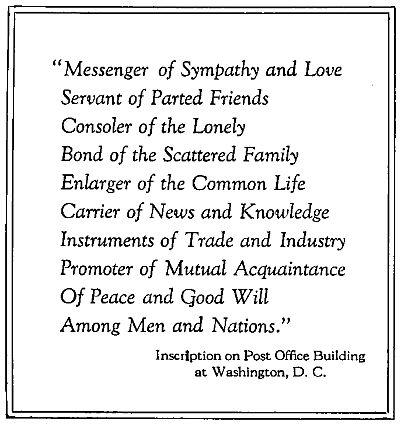 “Messenger of Sympathy and Love
Servant of Parted Friends
Consoler of the Lonely
Bond of the Scattered Family
Enlarger of the Common Life
Carrier of News and Knowledge
Instruments of Trade and Industry
Promoter of Mutual Acquaintance
Of Peace and Good Will
Among Men and Nations.”
Inscription on Post Office Building
at Washington, D. C.